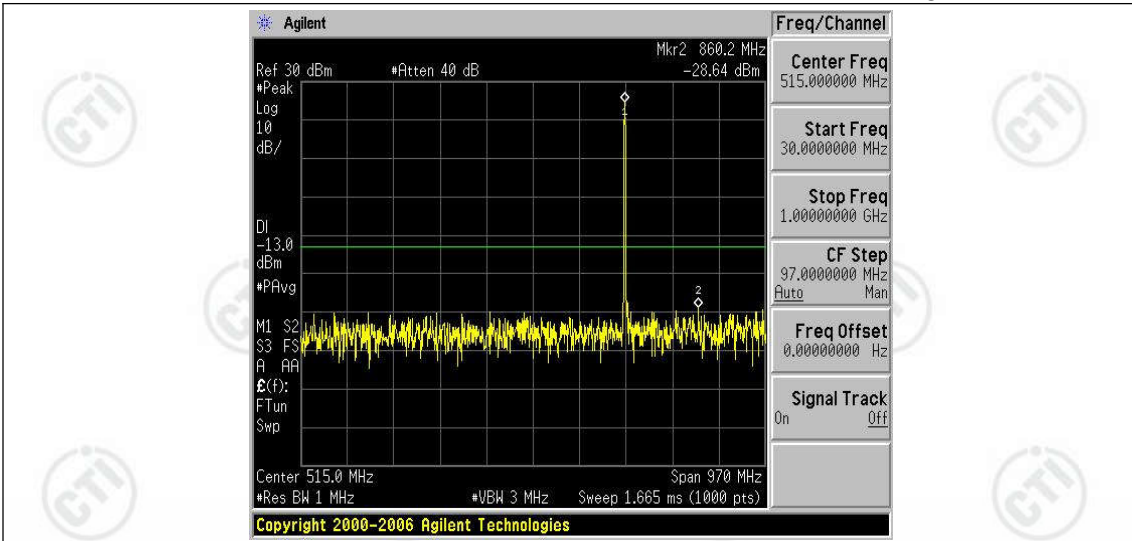 Agilent
Freq/Channel
Mkr2 860.2 MHz
Ref 30 dBm #Atten 40 dB -28.64 dBm
#Peak
Log
10
dB/
DI
-13.0
dBm
#PAvg
M1 S2
S3 FS
A AA
£(f):
FTun
Swp
1
2
Center 515.0 MHz Span 970 MHz
#Res BW 1 MHz #VBW 3 MHz Sweep 1.665 ms (1000 pts)
Copyright 2000-2006 Agilent Technologies
Center Freq
515.000000 MHz
Start Freq
30.0000000 MHz
Stop Freq
1.00000000 GHz
CF Step
97.0000000 MHz
Auto Man
Freq Offset
0.00000000 Hz
Signal Track
On Off
CTI
CTI
CTI
CTI